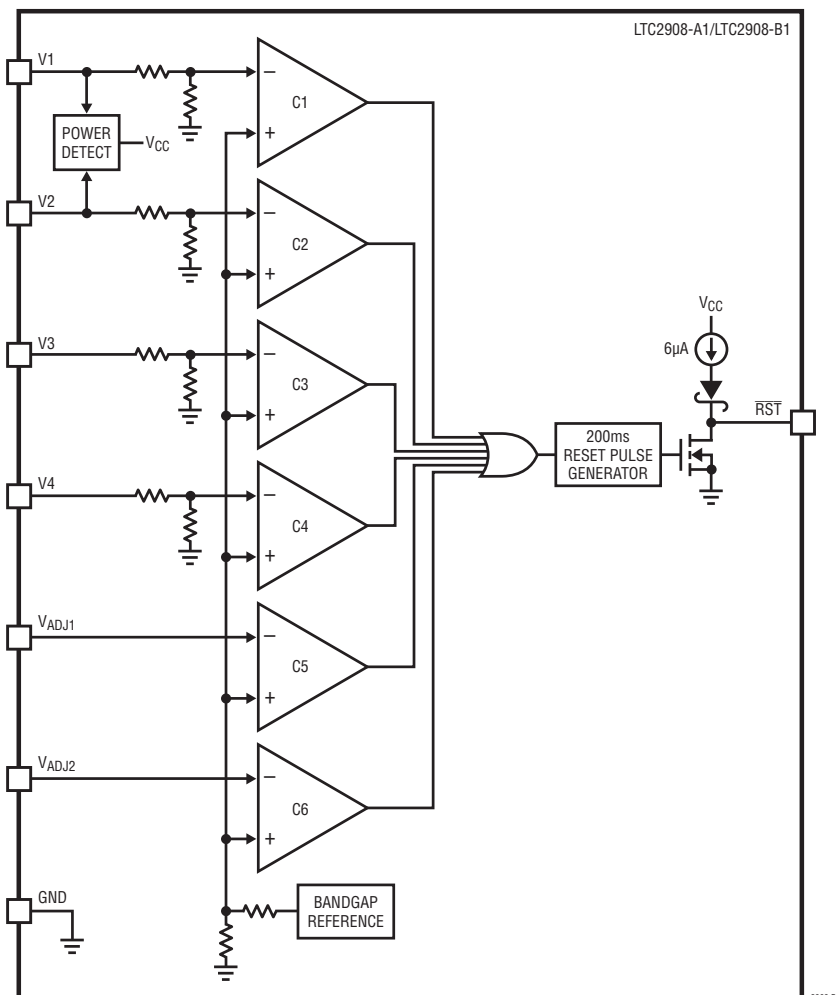 LTC2908-A1/LTC2908-B1
V1
− 
C1
+
POWER
DETECT
VCC
V2
−
C2
+
V3
−
C3
+
VCC
6µA
RST
V4
−
C4
+
200ms
RESET PULSE
GENERATOR
VADJ1
−
C5
+
VADJ2
−
C6
+
GND
BANDGAP
REFERENCE